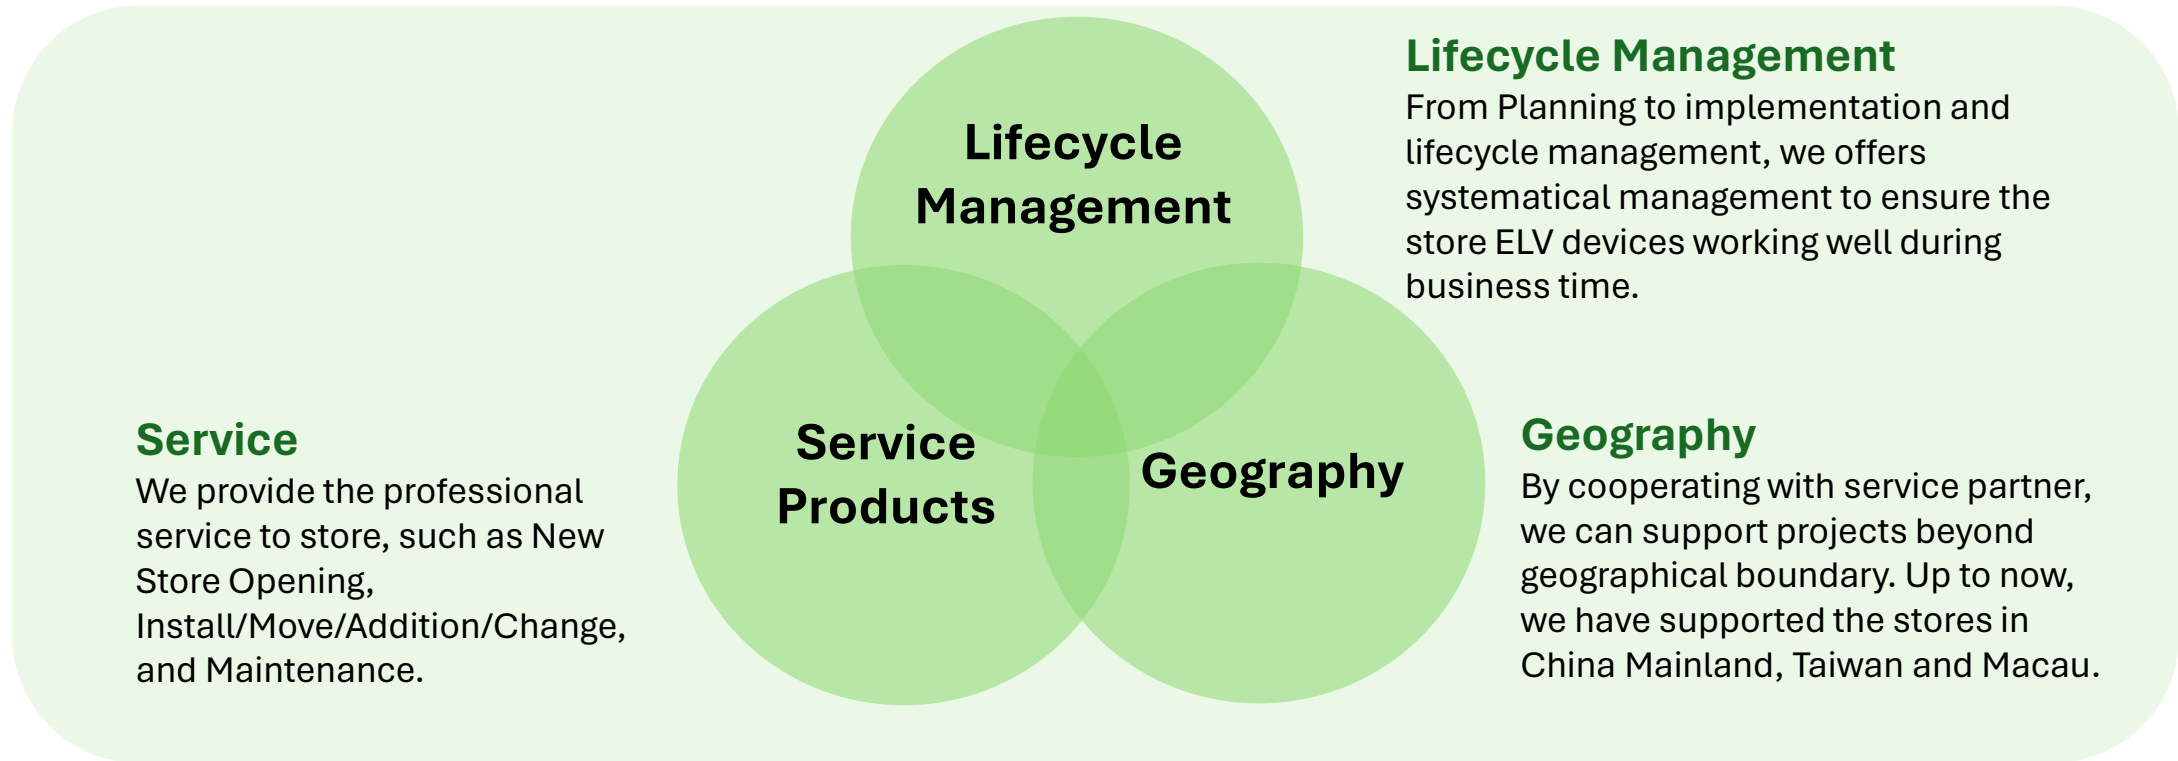 Lifecycle
Management
Service
Products
Geography
Lifecycle Management
From Planning to implementation and
lifecycle management, we offers
systematical management to ensure the
store ELV devices working well during
business time.
Service
We provide the professional
service to store, such as New
Store Opening,
Install/Move/Addition/Change,
and Maintenance.
Geography
By cooperating with service partner,
we can support projects beyond
geographical boundary. Up to now,
we have supported the stores in
China Mainland, Taiwan and Macau.